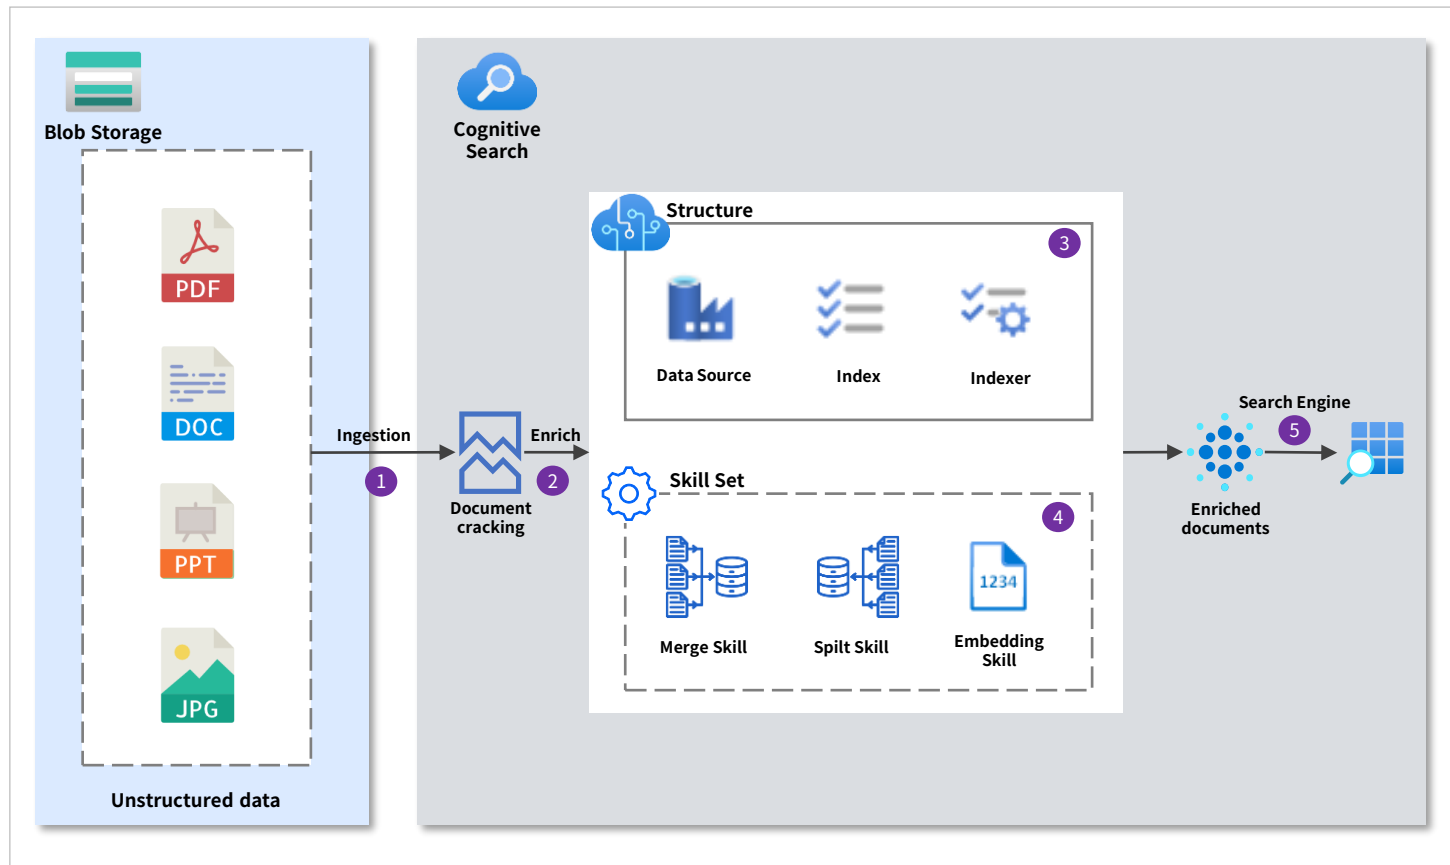 Blob Storage
PDF
DOC
PPT
JPG
Unstructured data
Ingestion
1
Cognitive
Search
Document
cracking
Enrich
2
Structure
3
Data Source
Index
Indexer
Skill Set
4
Merge Skill
Spilt Skill
1234
Embedding
Skill
Enriched
documents
Search Engine
5